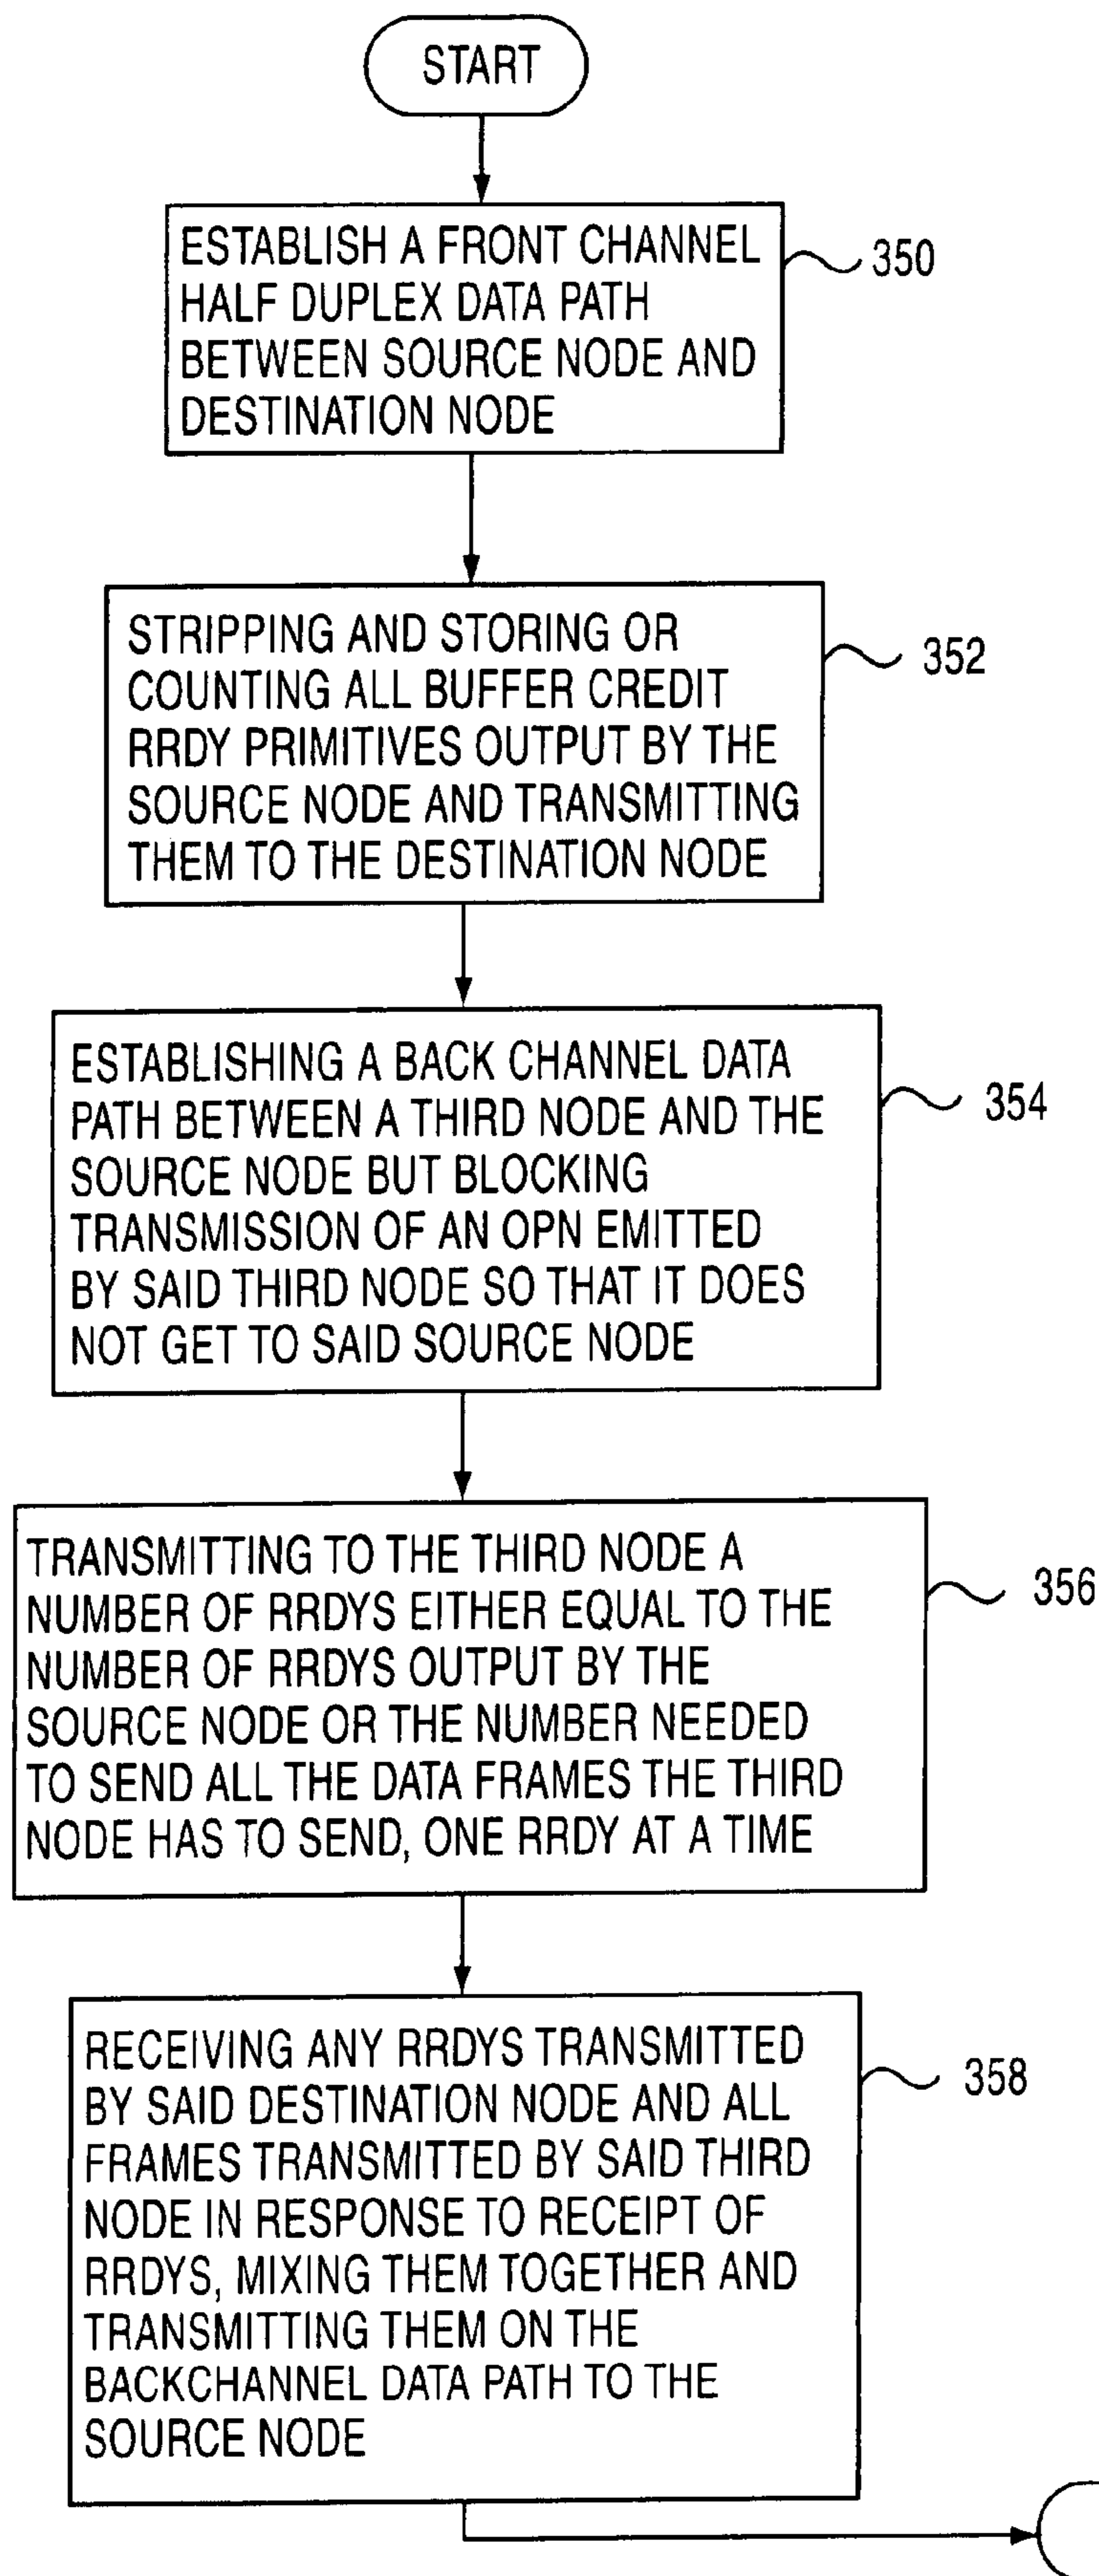 START
ESTABLISH A FRONT CHANNEL
HALF DUPLEX DATA PATH
BETWEEN SOURCE NODE AND
DESTINATION NODE
350
STRIPPING AND STORING OR
COUNTING ALL BUFFER CREDIT
RRDY PRIMITIVES OUTPUT BY THE
SOURCE NODE AND TRANSMITTING
THEM TO THE DESTINATION NODE
352
ESTABLISHING A BACK CHANNEL DATA
PATH BETWEEN A THIRD NODE AND THE
SOURCE NODE BUT BLOCKING
TRANSMISSION OF AN OPN EMITTED
BY SAID THIRD NODE SO THAT IT DOES
NOT GET TO SAID SOURCE NODE
354
TRANSMITTING TO THE THIRD NODE A
NUMBER OF RRDYS EITHER EQUAL TO THE
NUMBER OF RRDYS OUTPUT BY THE
SOURCE NODE OR THE NUMBER NEEDED
TO SEND ALL THE DATA FRAMES THE THIRD
NODE HAS TO SEND, ONE RRDY AT A TIME
356
RECEIVING ANY RRDYS TRANSMITTED
BY SAID DESTINATION NODE AND ALL
FRAMES TRANSMITTED BY SAID THIRD
NODE IN RESPONSE TO RECEIPT OF
RRDYS, MIXING THEM TOGETHER AND
TRANSMITTING THEM ON THE
BACKCHANNEL DATA PATH TO THE
SOURCE NODE
358